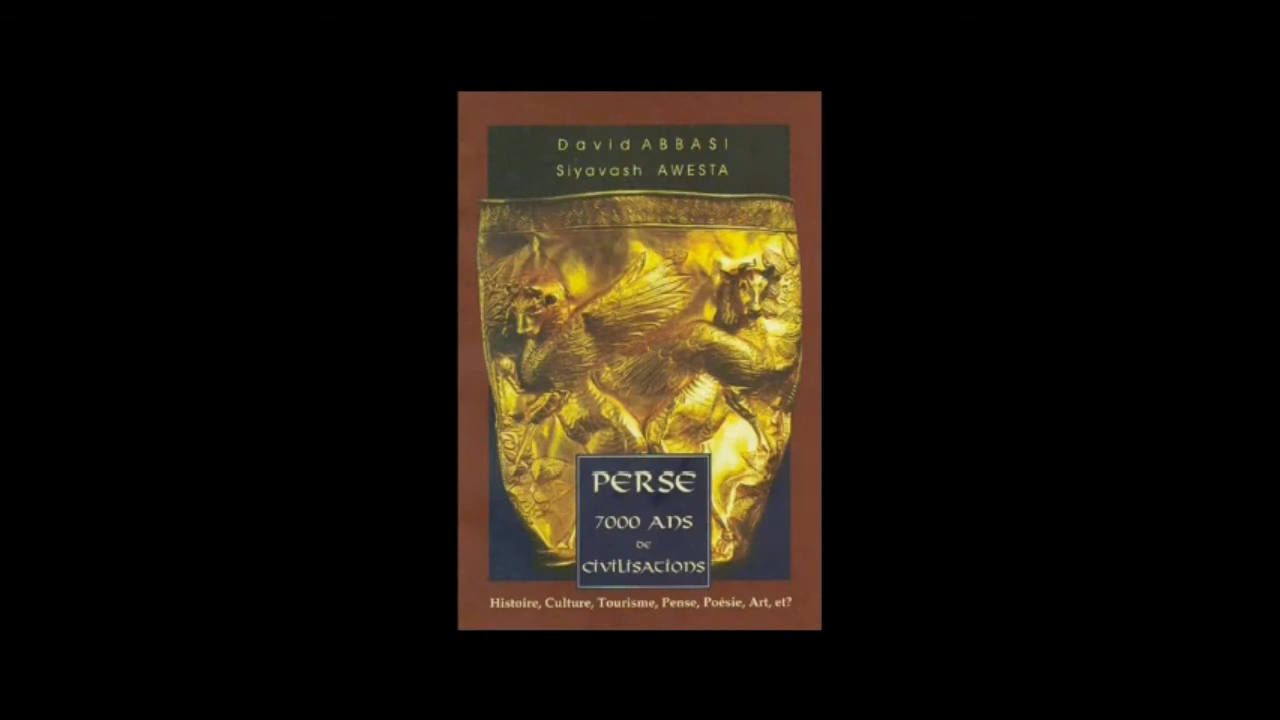 David ABBASI
Siyavash AWESTA
PERSE
7000 ANS
DE
CIVILISATIONS
Histoire, Culture, Tourisme, Pense, Poésie, Art, et?